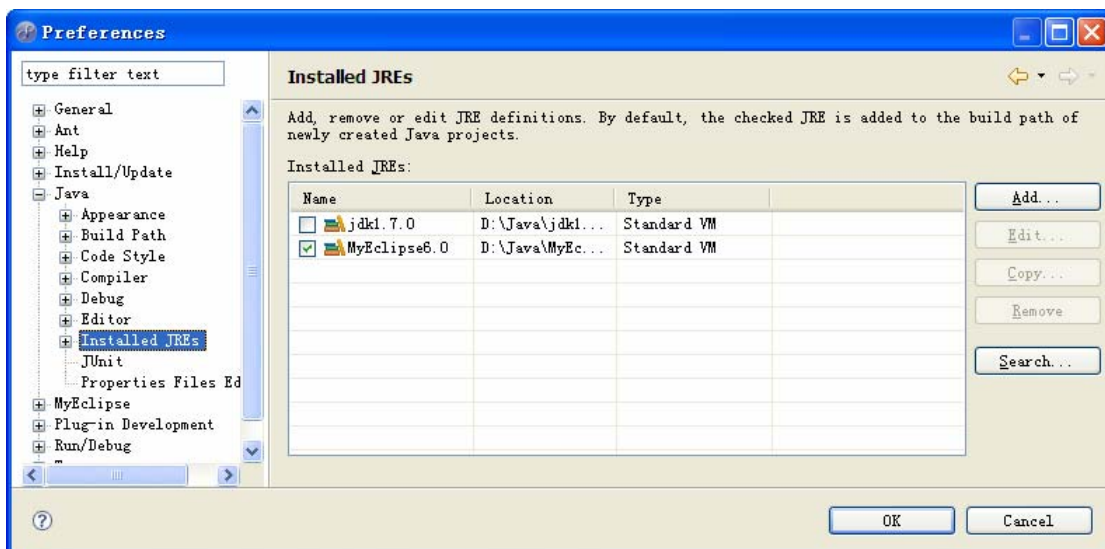 Preferences
type filter text
General
Ant
Help
Install/Update
Java
Appearance
Build Path
Code Style
Compiler
Debug
Editor
Installed JREs
JUnit
Properties Files Ed
MyEclipse
Plug-in Development
Run/Debug
Installed JREs
Add, remove or edit JRE definitions. By default, the checked JRE is added to the build path of
newly created Java projects.
Installed JREs:
Name Location Type
jdk1.7.0 D:\Java\jdk1... Standard VM
MyEclipse6.0 D:\Java\MyEc... Standard VM
Add...
Edit...
Copy...
Remove
Search...
OK Cancel